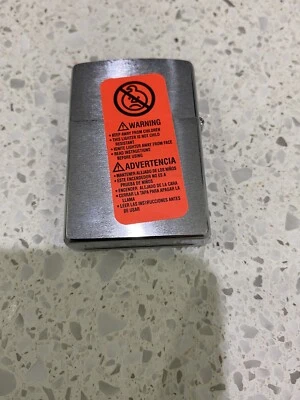 ⚠WARNING
• KEEP AWAY FROM CHILDREN
• THIS LIGHTER IS NOT CHILD
RESISTANT
• IGNITE LIGHTER AWAY FROM FACE
• READ INSTRUCTIONS
BEFORE USING
⚠ADVERTENCIA
• MANTENER ALEJADO DE LOS NIÑOS
• ESTE ENCENDEDOR NO ES A
PRUEBA DE NIÑOS
• ENCENDER ALEJADO DE LA CARA
• CERRAR LA TAPA PARA APAGAR LA
LLAMA
• LEER LAS INSTRUCCIONES ANTES
DE USAR